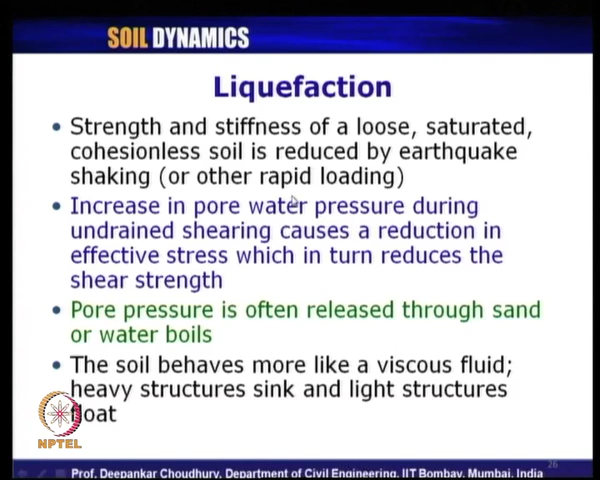 SOIL DYNAMICS
Liquefaction
• Strength and stiffness of a loose, saturated,
cohesionless soil is reduced by earthquake
shaking (or other rapid loading)
• Increase in pore water pressure during
undrained shearing causes a reduction in
effective stress which in turn reduces the
shear strength
• Pore pressure is often released through sand
or water boils
• The soil behaves more like a viscous fluid;
heavy structures sink and light structures
float
NPTEL
26
Prof. Deepankar Choudhury, Department of Civil Engineering, IIT Bombay, Mumbai, India